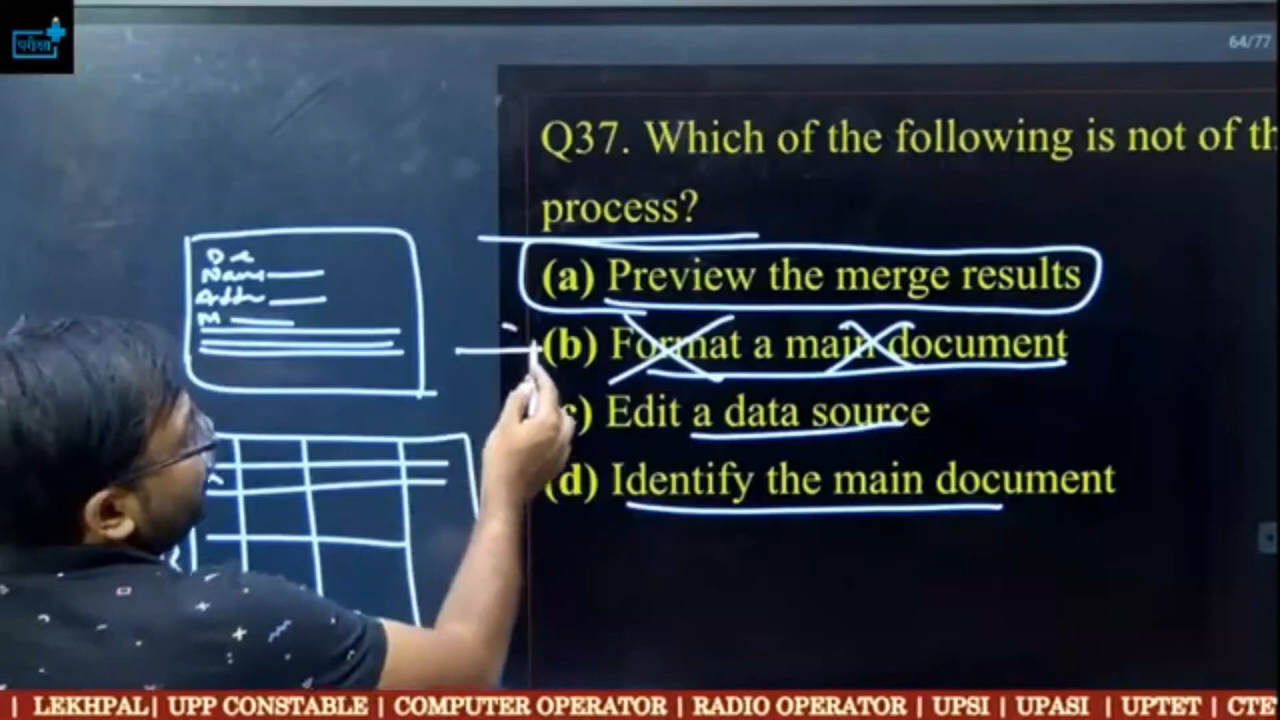 परीक्षा
64/77
Q37. Which of the following is not of th
process?
(a) Preview the merge results
(b) Format a main document
c) Edit a data source
(d) Identify the main document
Name
| LEKHPAL| UPP CONSTABLE | COMPUTER OPERATOR | RADIO OPERATOR | UPSI | UPASI | UPTET | CTE